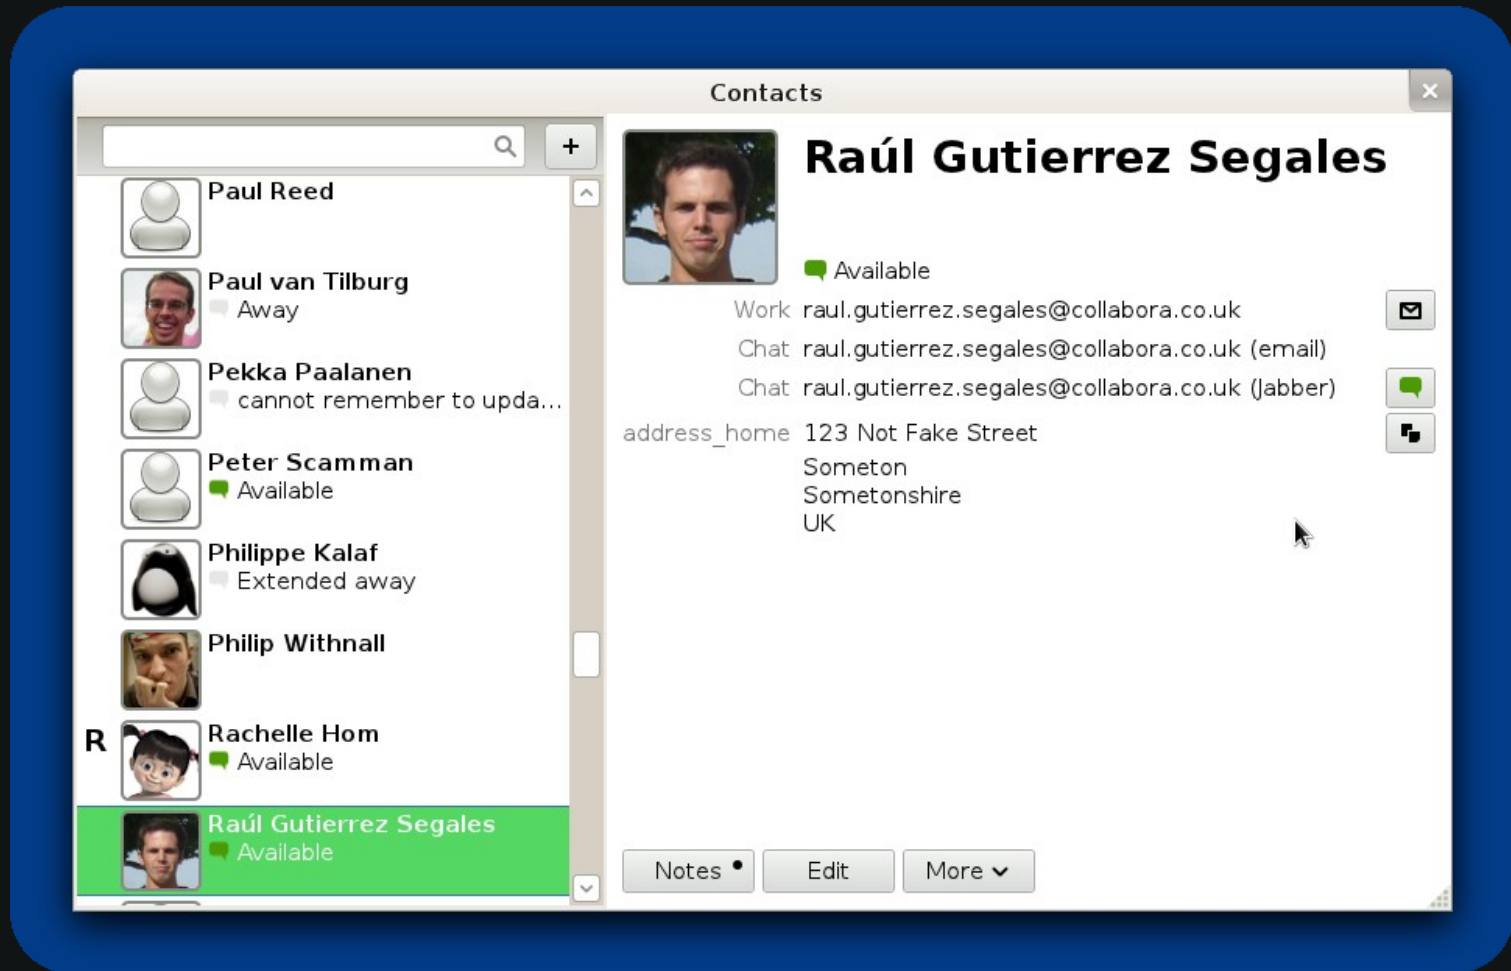 Contacts
Paul Reed
Paul van Tilburg
Away
Pekka Paalanen
cannot remember to upda...
Peter Scamman
Available
Philippe Kalaf
Extended away
Philip Withnall
R
Rachelle Hom
Available
Raúl Gutierrez Segales
Available
Raúl Gutierrez Segales
Available
Work raul.gutierrez.segales@collabora.co.uk
Chat raul.gutierrez.segales@collabora.co.uk (email)
Chat raul.gutierrez.segales@collabora.co.uk (Jabber)
address_home 123 Not Fake Street
Someton
Sometonshire
UK
Notes Edit More